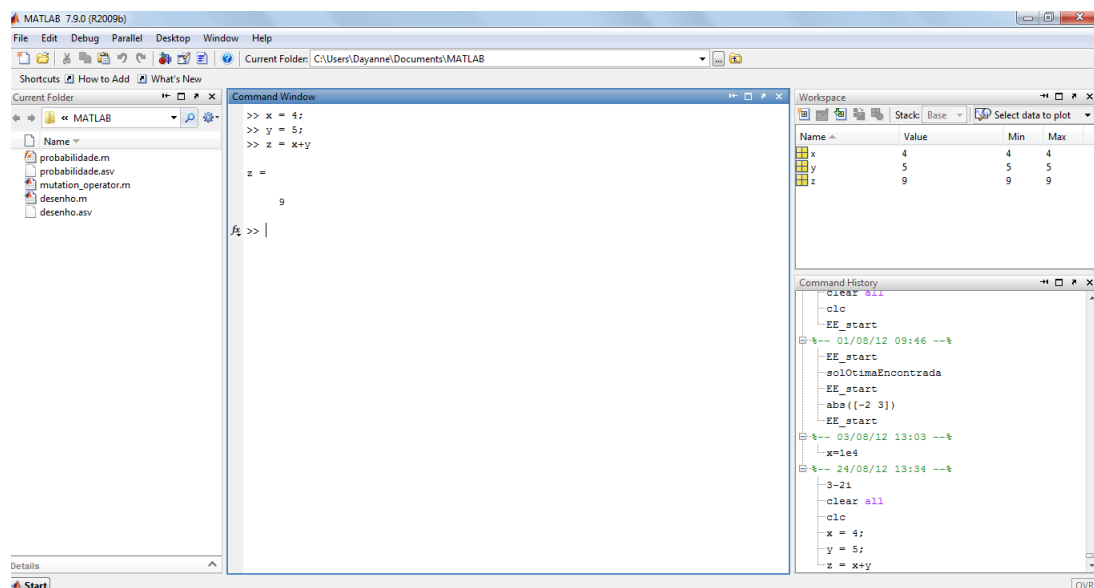 MATLAB 7.9.0 (R2009b)
File Edit Debug Parallel Desktop Window Help
Current Folder: C:\Users\Dayanne\Documents\MATLAB
Shortcuts How to Add What's New
Current Folder
« MATLAB
Name
probabilidade.m
probabilidade.asv
mutation_operator.m
desenho.m
desenho.asv
Details
Start
Command Window
>> x = 4;
>> y = 5;
>> z = x+y
z =
9
fx >>
Workspace
Stack: Base Select data to plot
Name Value Min Max
x 4 4 4
y 5 5 5
z 9 9 9
Command History
clear all
clc
EE_start
%-- 01/08/12 09:46 --%
EE_start
solOtimaEncontrada
EE_start
abs([-2 3])
EE_start
%-- 03/08/12 13:03 --%
x=1e4
%-- 24/08/12 13:34 --%
3-2i
clear all
clc
x = 4;
y = 5;
z = x+y
OVR